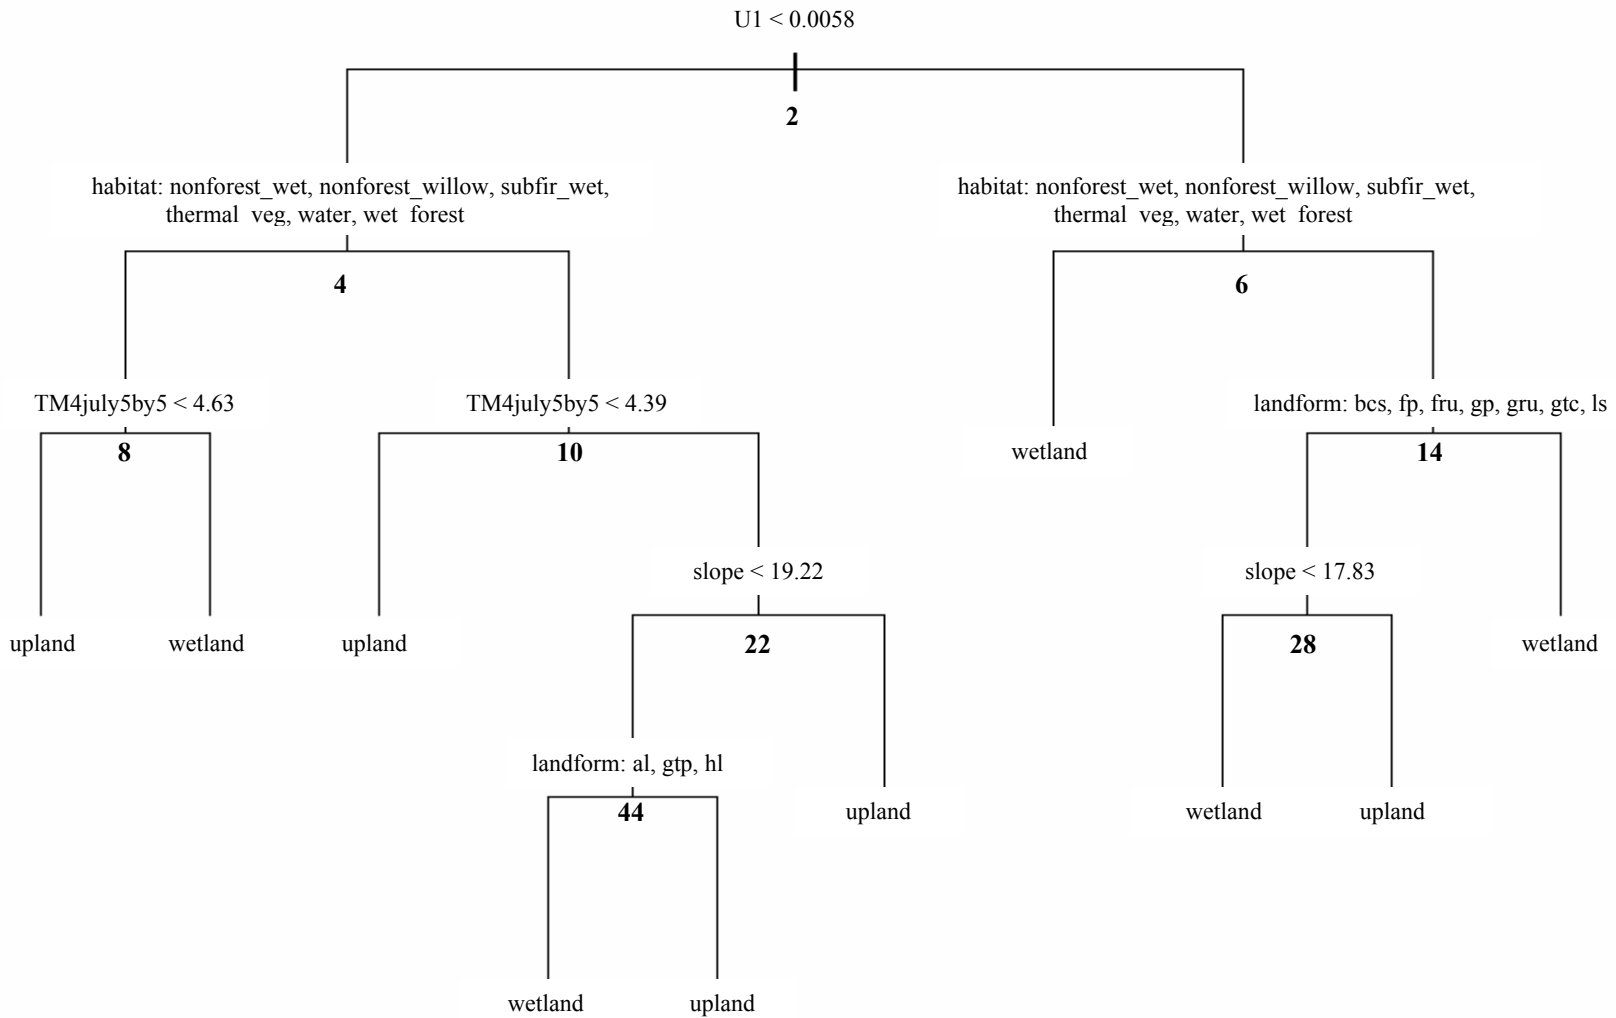 U1 < 0.0058
2
habitat: nonforest_wet, nonforest_willow, subfir_wet,
thermal veg, water, wet forest
habitat: nonforest_wet, nonforest_willow, subfir_wet,
thermal veg, water, wet forest
4
6
TM4july5by5 < 4.63
TM4july5by5 < 4.39
landform: bcs, fp, fru, gp, gru, gtc, ls
8
10
wetland
14
slope < 19.22
slope < 17.83
upland
wetland
upland
22
28
wetland
landform: al, gtp, hl
44
upland
wetland
upland
wetland
upland